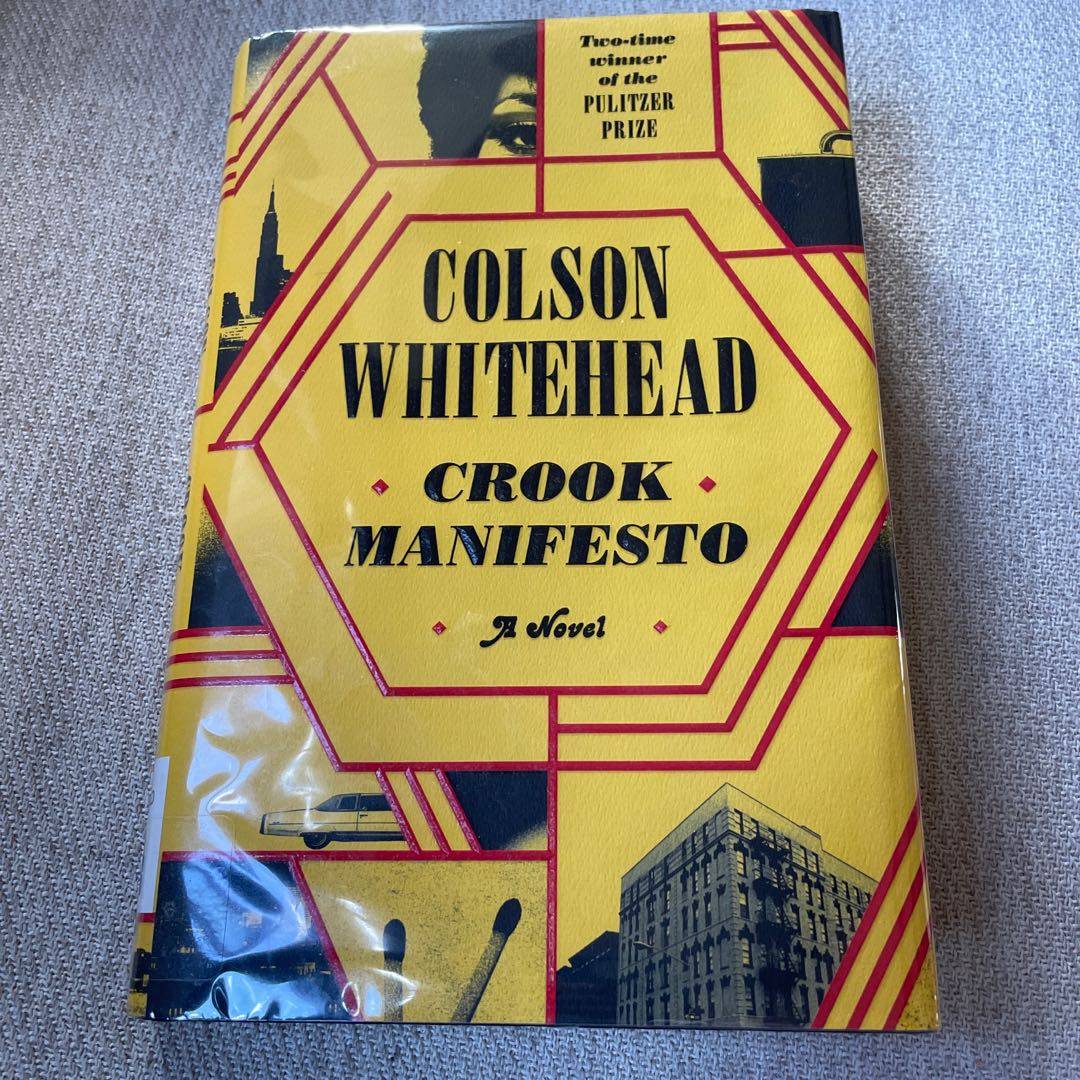 Two-time
winner
of the
PULITZER
PRIZE
COLSON
WHITEHEAD
CROOK
MANIFESTO
A Novel